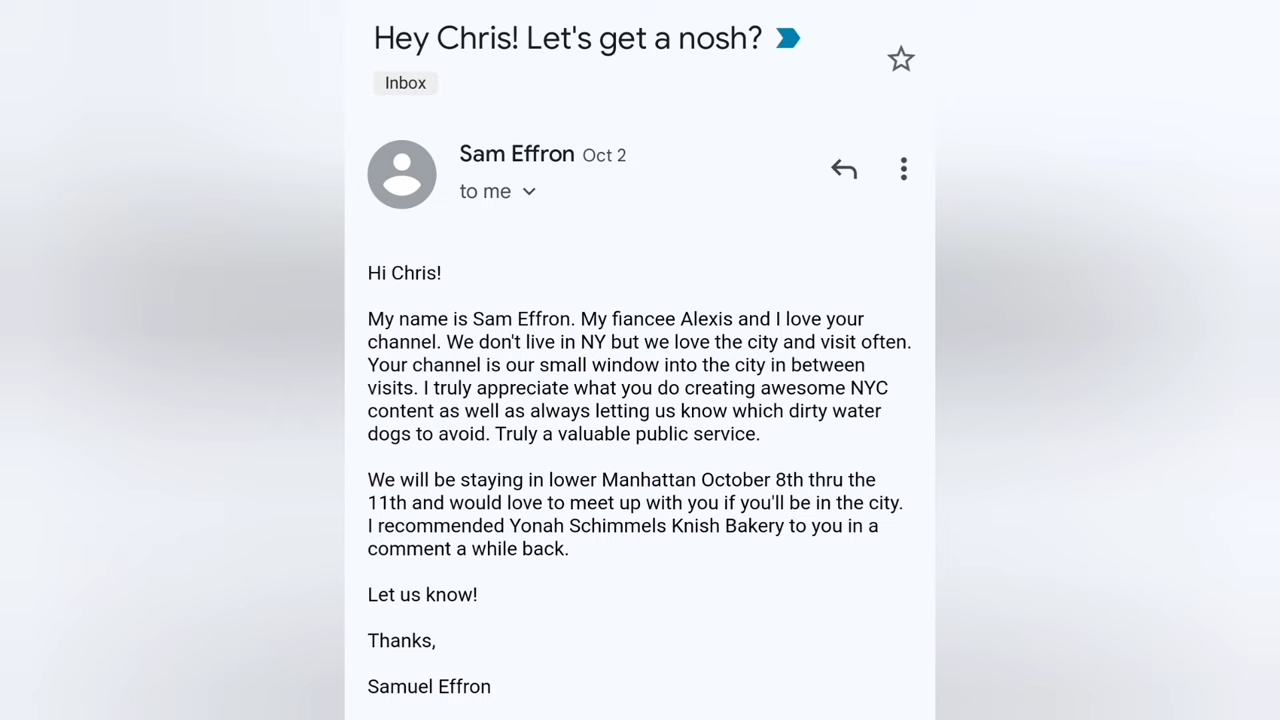 Hey Chris! Let's get a nosh?
Inbox
Sam Effron Oct 2
to me
Hi Chris!
My name is Sam Effron. My fiancee Alexis and I love your
channel. We don't live in NY but we love the city and visit often.
Your channel is our small window into the city in between
visits. I truly appreciate what you do creating awesome NYC
content as well as always letting us know which dirty water
dogs to avoid. Truly a valuable public service.
We will be staying in lower Manhattan October 8th thru the
11th and would love to meet up with you if you'll be in the city.
I recommended Yonah Schimmels Knish Bakery to you in a
comment a while back.
Let us know!
Thanks,
Samuel Effron